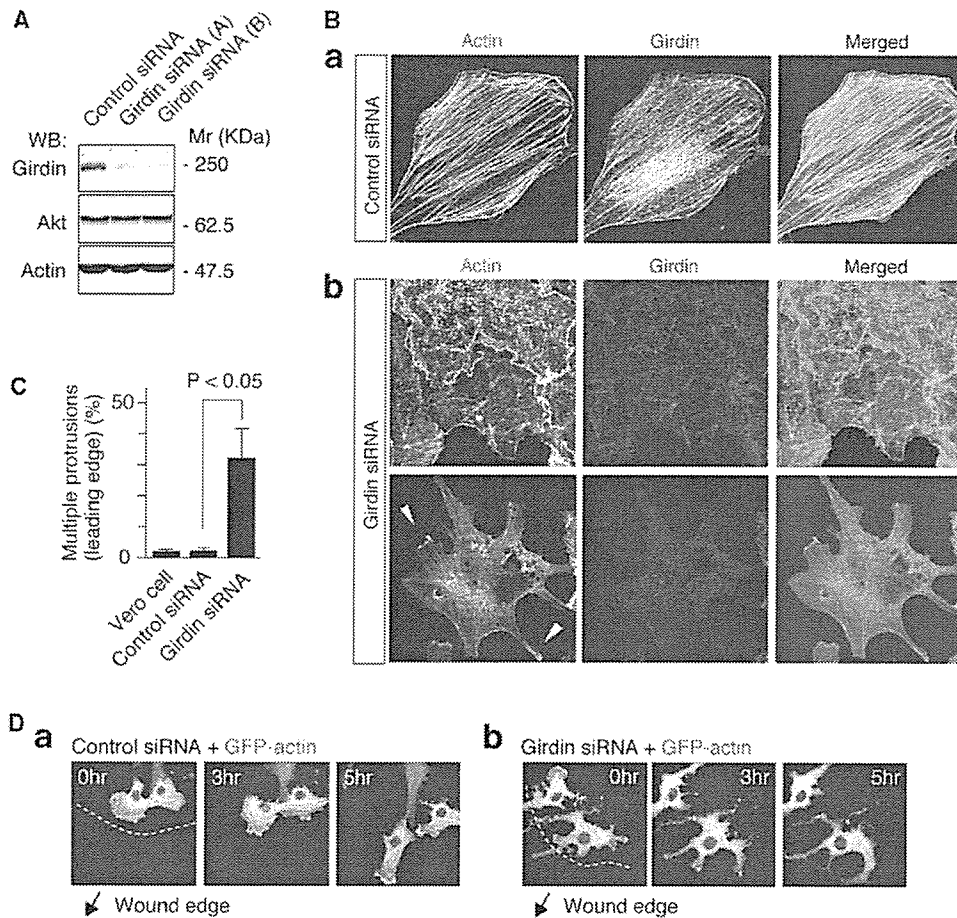 A
Control siRNA
Girdin siRNA (A)
Girdin siRNA (B)
WB:
Mr (KDa)
Girdin
- 250
Akt
- 62.5
Actin
- 47.5
B
a
Actin
Girdin
Merged
Control siRNA
b
Actin
Girdin
Merged
Girdin siRNA
C
P < 0.05
50
0
Multiple protrusions
(leading edge) (%)
Vero cell
Control siRNA
Girdin siRNA
D
a
Control siRNA + GFP-actin
0hr
3hr
5hr
Wound edge
b
Girdin siRNA + GFP-actin
0hr
3hr
5hr
Wound edge